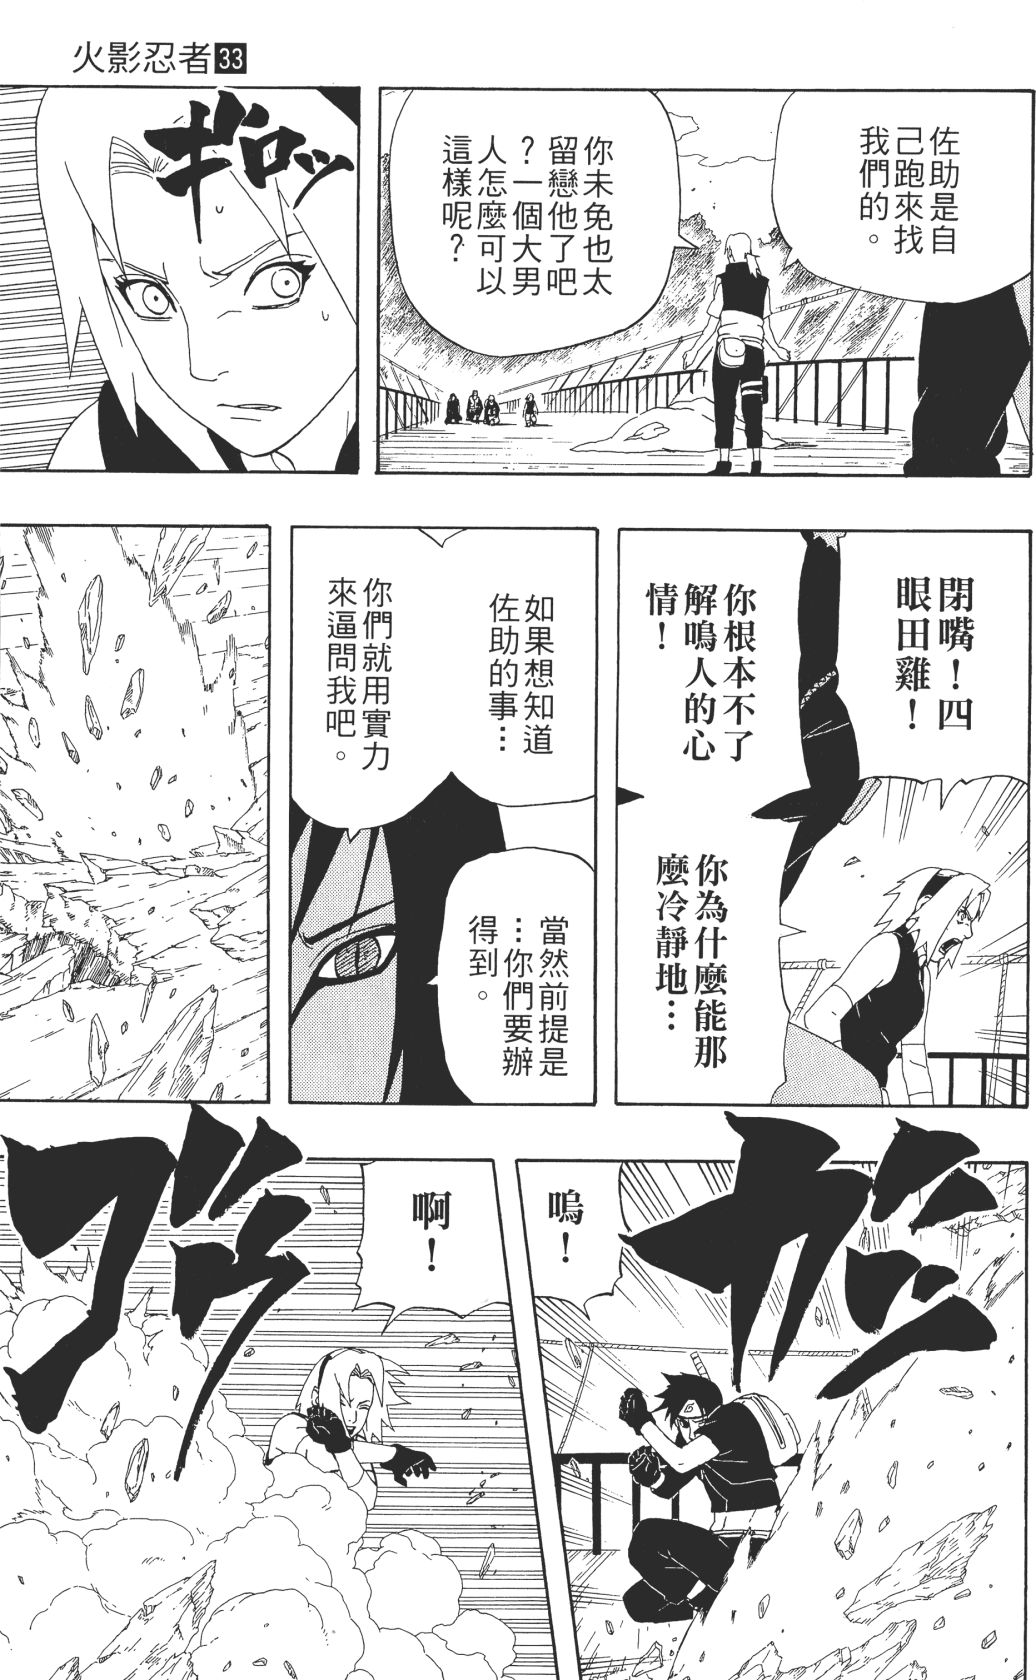 火影忍者33
佐助是自
己跑來找
我們的。
你未免也太
留戀他了吧
？一個大男
人怎麼可以
這樣呢？
ギロッ
閉嘴！四
眼田雞！
你根本不了
解鳴人的心
情！
你為什麼能那
麼冷靜地…
如果想知道
佐助的事…
你們就用實力
來逼問我吧。
當然前提是
…你們要辦
得到。
嗚！
啊！